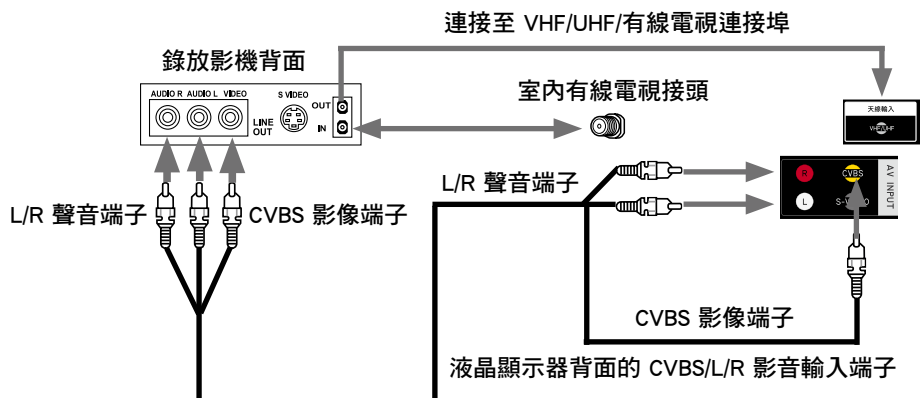 連接至 VHF/UHF/有線電視連接埠
錄放影機背面
AUDIO R AUDIO L VIDEO
S VIDEO
OUT
IN
LINE
OUT
室內有線電視接頭
天線輸入
VHF/UHF
L/R 聲音端子
CVBS 影像端子
L/R 聲音端子
R
CVBS
L
S-VIDEO
AV INPUT
CVBS 影像端子
液晶顯示器背面的 CVBS/L/R 影音輸入端子